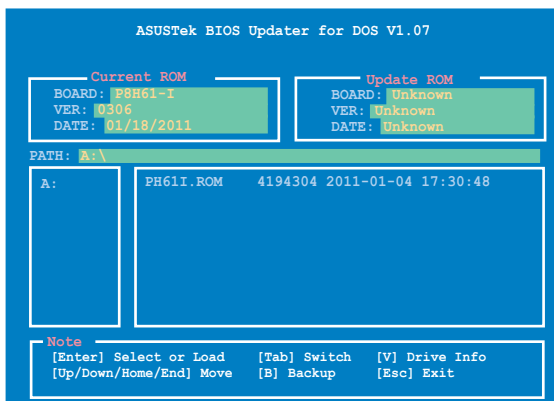 ASUSTek BIOS Updater for DOS V1.07
Current ROM
BOARD: P8H61-I
VER: 0306
DATE: 01/18/2011
Update ROM
BOARD: Unknown
VER: Unknown
DATE: Unknown
PATH: A:\
A:
PH61I.ROM 4194304 2011-01-04 17:30:48
Note
[Enter] Select or Load [Tab] Switch [V] Drive Info
[Up/Down/Home/End] Move [B] Backup [Esc] Exit